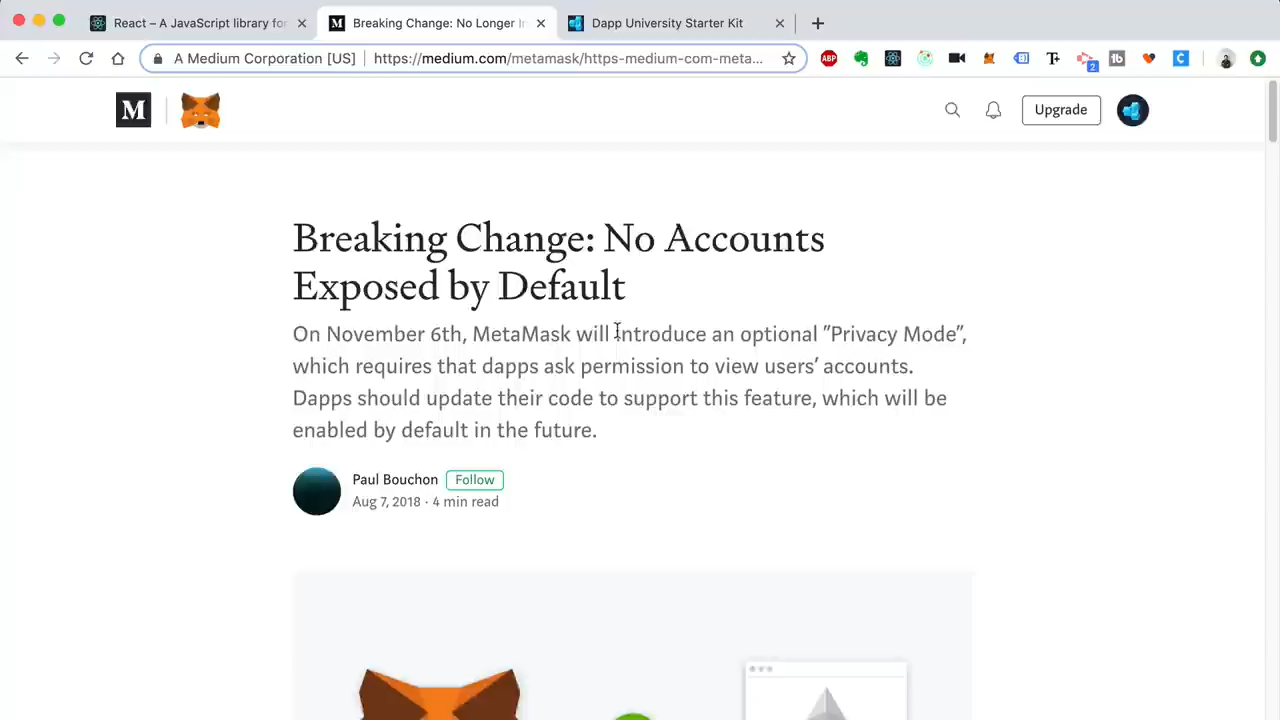 React – A JavaScript library for
Breaking Change: No Longer In
Dapp University Starter Kit
A Medium Corporation [US]
https://medium.com/metamask/https-medium-com-meta...
ABP
2
Upgrade
Breaking Change: No Accounts
Exposed by Default
On November 6th, MetaMask will introduce an optional ”Privacy Mode”,
which requires that dapps ask permission to view users’ accounts.
Dapps should update their code to support this feature, which will be
enabled by default in the future.
Paul Bouchon Follow
Aug 7, 2018 · 4 min read